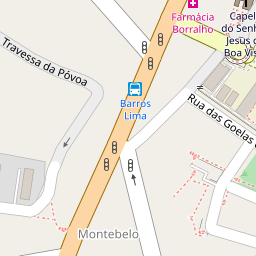 Farmácia
Borralho
Capel
do Senh
Jesus d
Boa Vis
Travessa da Póvoa
Barros
Lima
Rua das Goelas
Montebelo